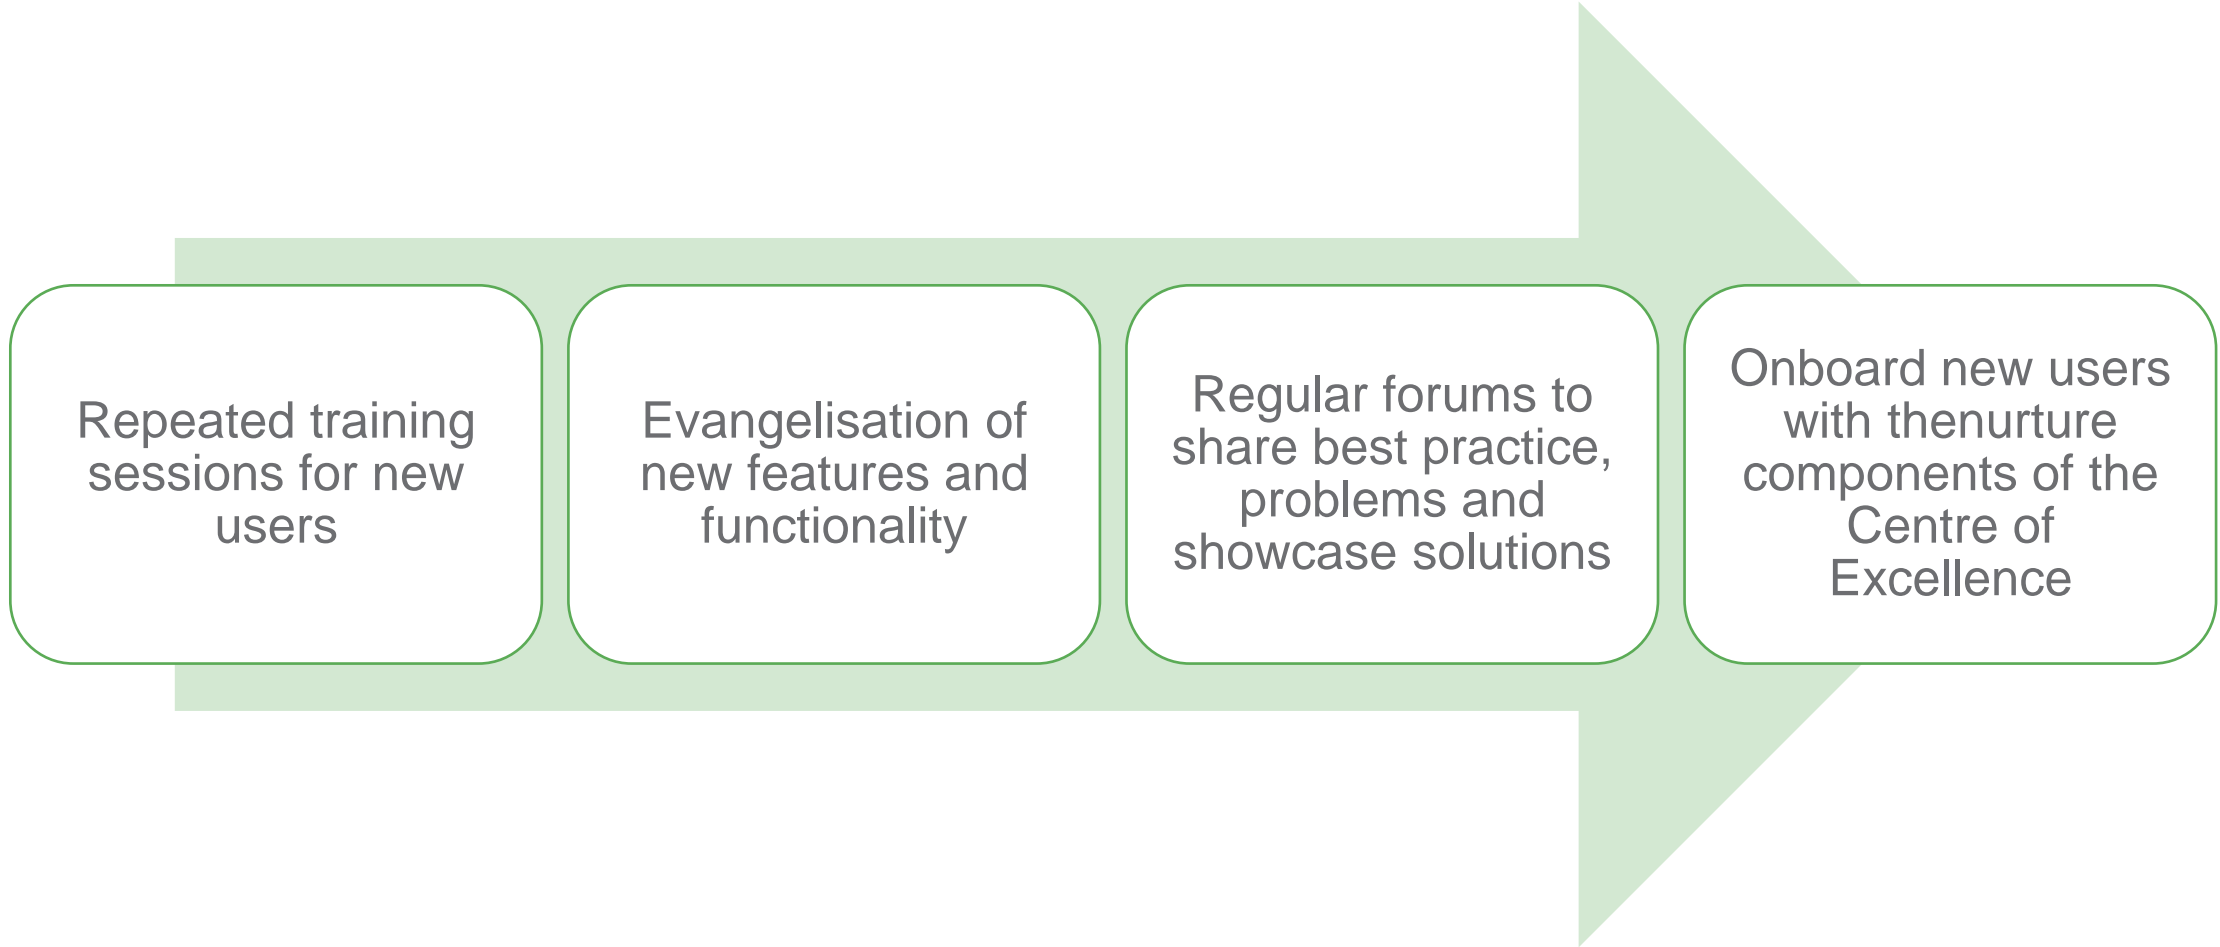 Repeated training
sessions for new
users
Evangelisation of
new features and
functionality
Regular forums to
share best practice,
problems and
showcase solutions
Onboard new users
with thenurture
components of the
Centre of
Excellence